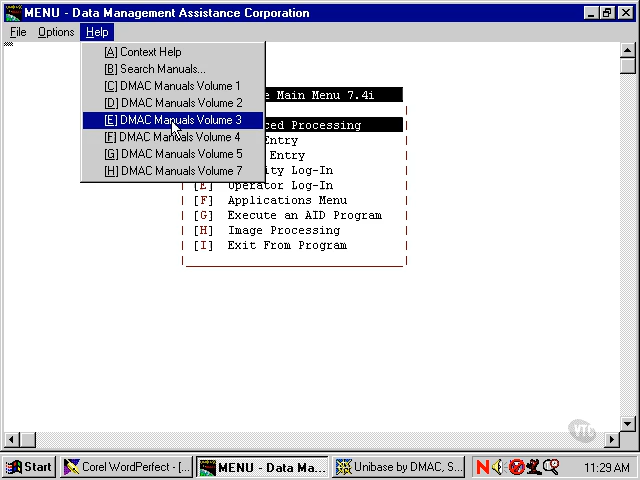 MENU - Data Management Assistance Corporation
File Options Help
[A] Context Help
[B] Search Manuals...
[C] DMAC Manuals Volume 1
[D] DMAC Manuals Volume 2
[E] DMAC Manuals Volume 3
[F] DMAC Manuals Volume 4
[G] DMAC Manuals Volume 5
[H] DMAC Manuals Volume 7
e Main Menu 7.4i
ced Processing
Entry
Entry
ity Log-In
[E] Operator Log-In
[F] Applications Menu
[G] Execute an AID Program
[H] Image Processing
[I] Exit From Program
VTC
Start Corel WordPerfect - [... MENU - Data Ma... Unibase by DMAC, S... N 11:29 AM